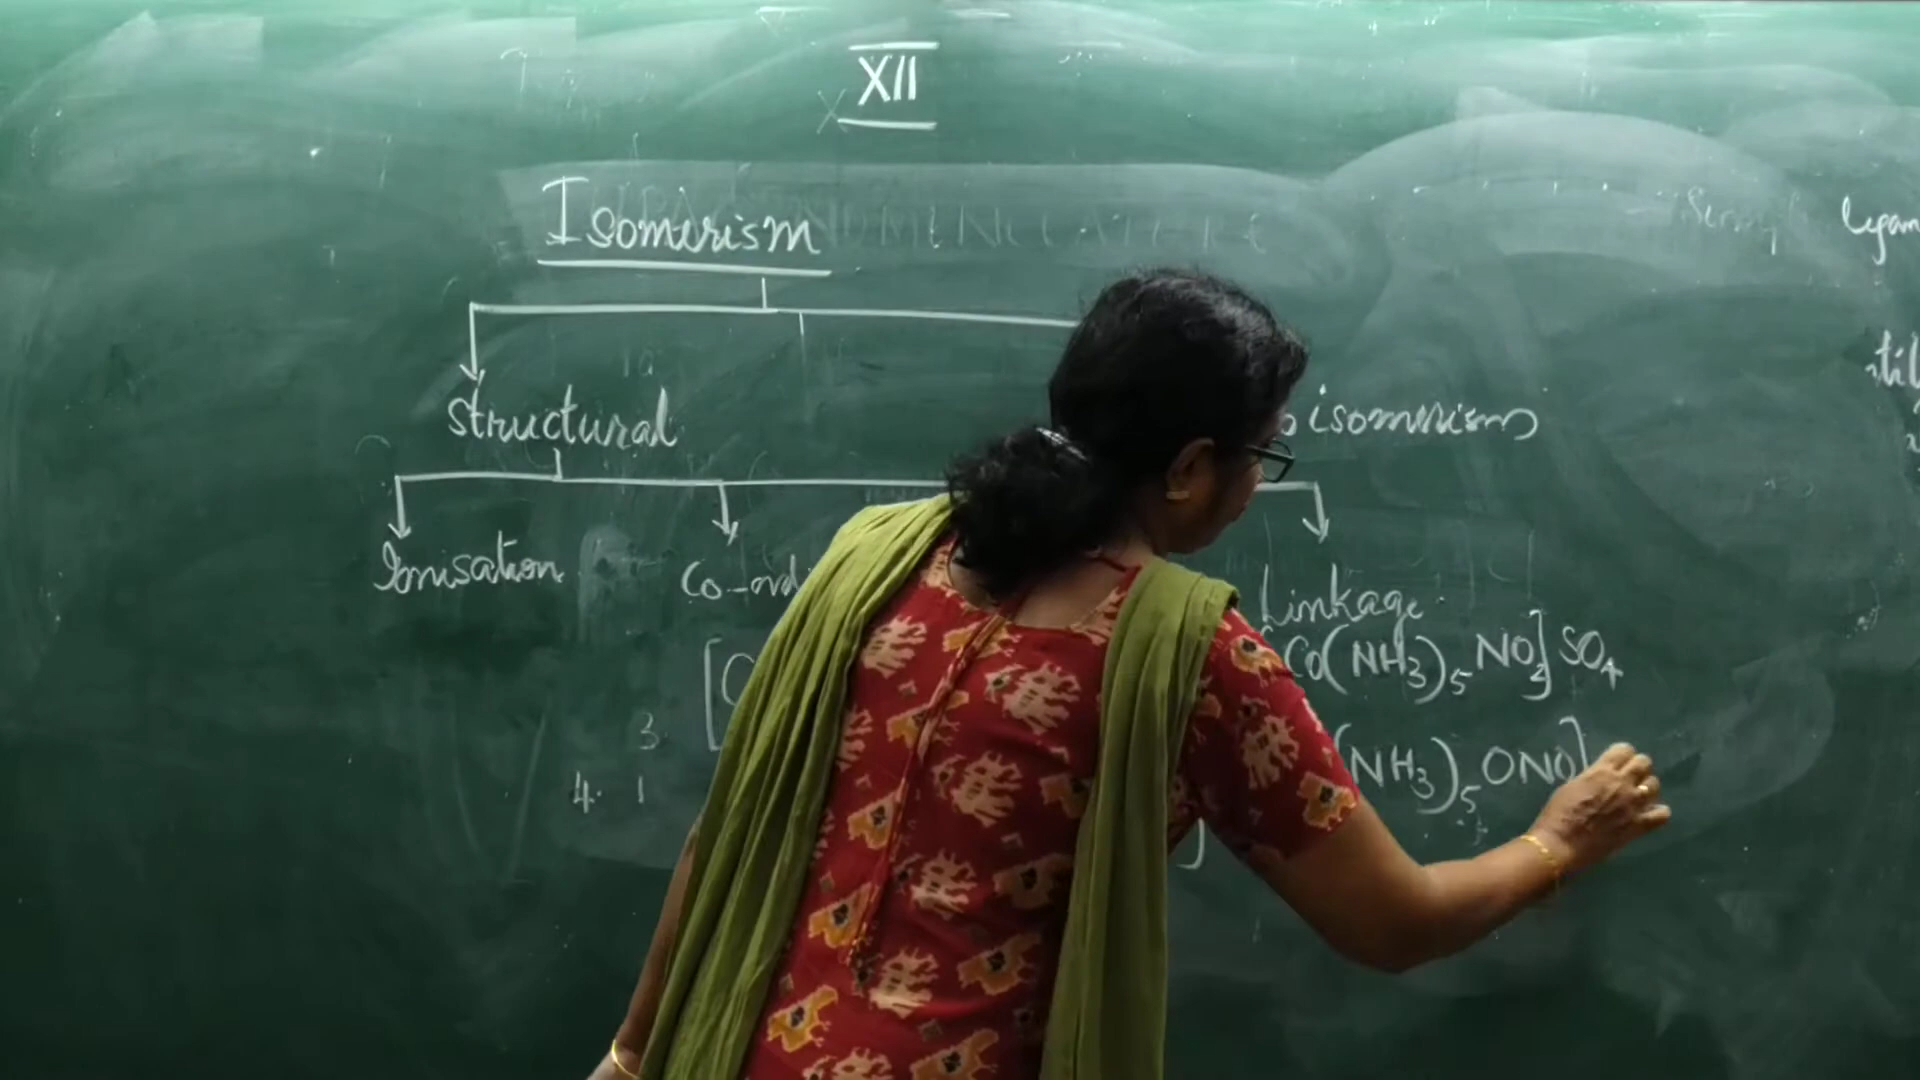 XII
Isomerism
Structural
isomerism
Ionisation
Co-ord
Linkage
Co(NH3)5 NO2] SO4
3.
(NH3)5 ONO]
4. 1